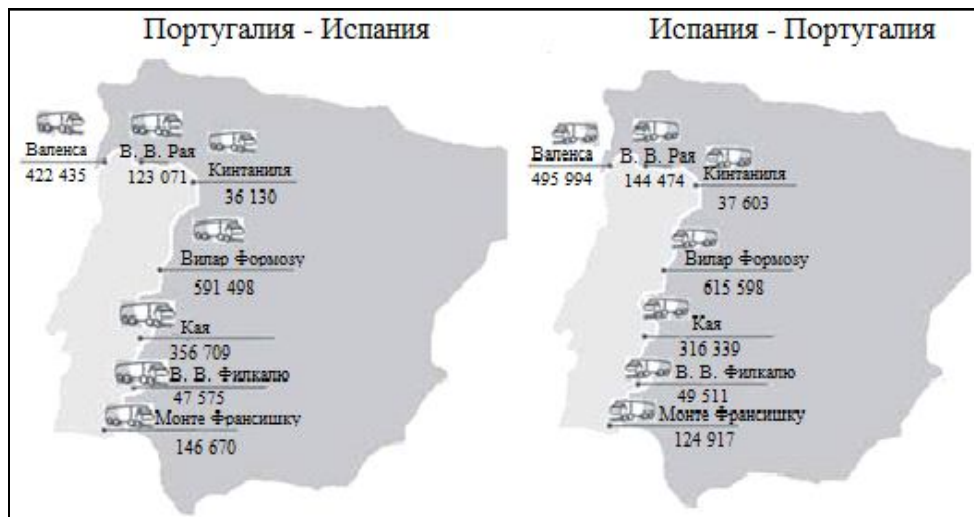 Португалия - Испания
Валенса
422 435
В. В. Рая
123 071
Кинтаниля
36 130
Вилар Формозу
591 498
Кая
356 709
В. В. Филкалю
47 575
Монте Франсишку
146 670
Испания - Португалия
Валенса
495 994
В. В. Рая
144 474
Кинтаниля
37 603
Вилар Формозу
615 598
Кая
316 339
В. В. Филкалю
49 511
Монте Франсишку
124 917